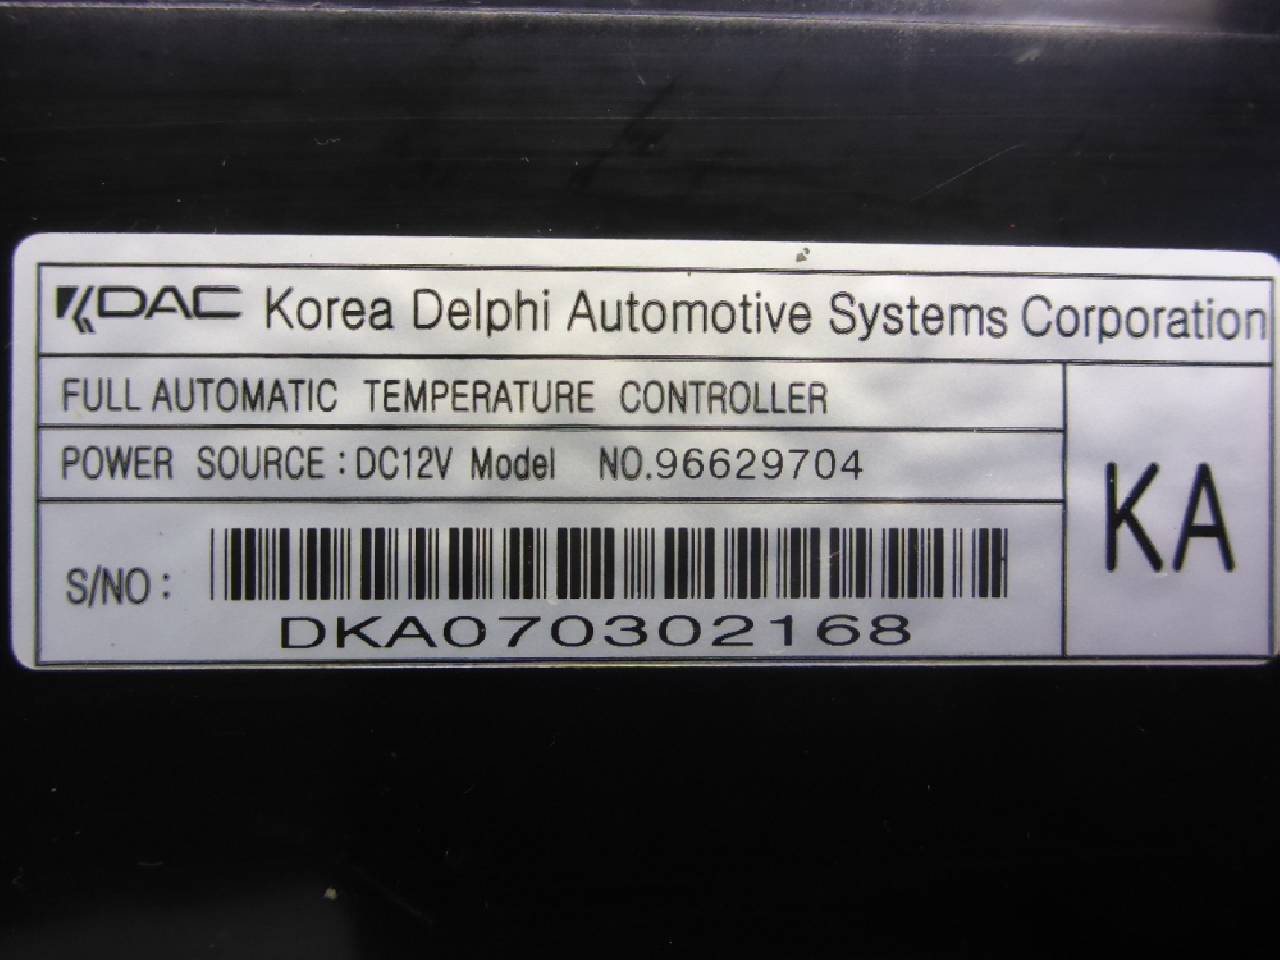 KDAC Korea Delphi Automotive Systems Corporation
FULL AUTOMATIC TEMPERATURE CONTROLLER
POWER SOURCE : DC12V Model NO.96629704
KA
S/NO :
DKA070302168